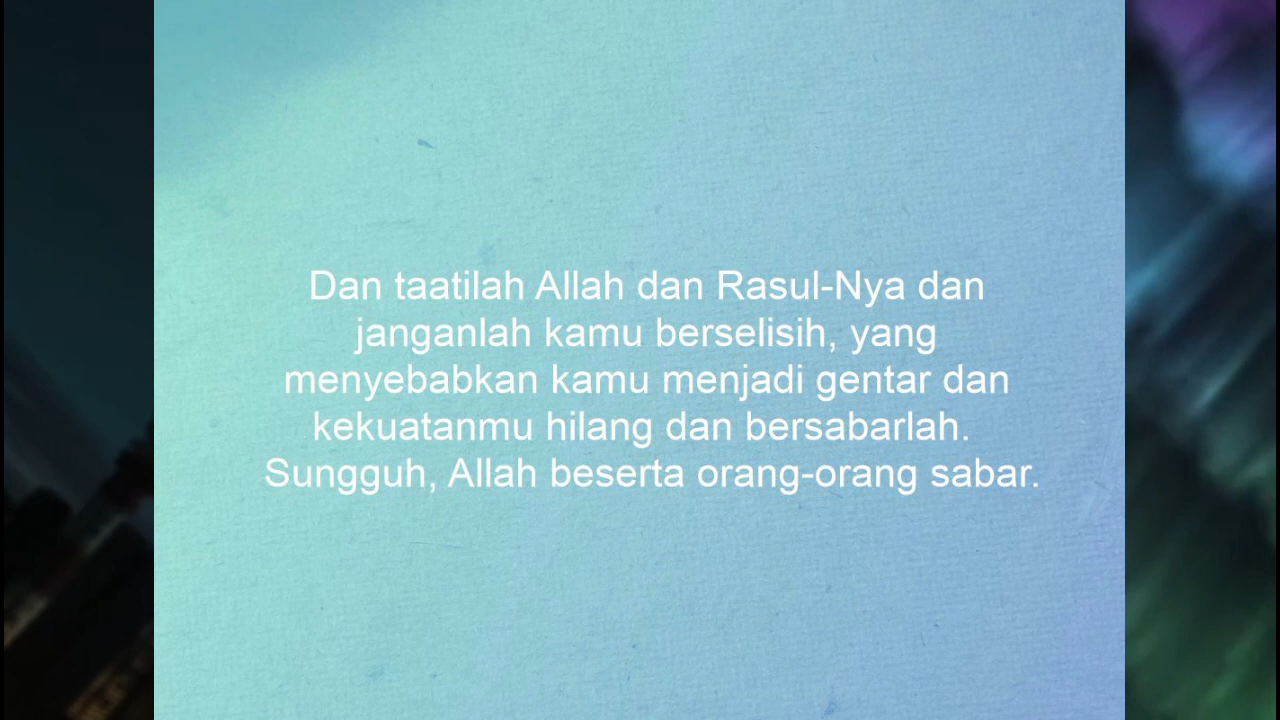 Dan taatilah Allah dan Rasul-Nya dan
janganlah kamu berselisih, yang
menyebabkan kamu menjadi gentar dan
kekuatanmu hilang dan bersabarlah.
Sungguh, Allah beserta orang-orang sabar.